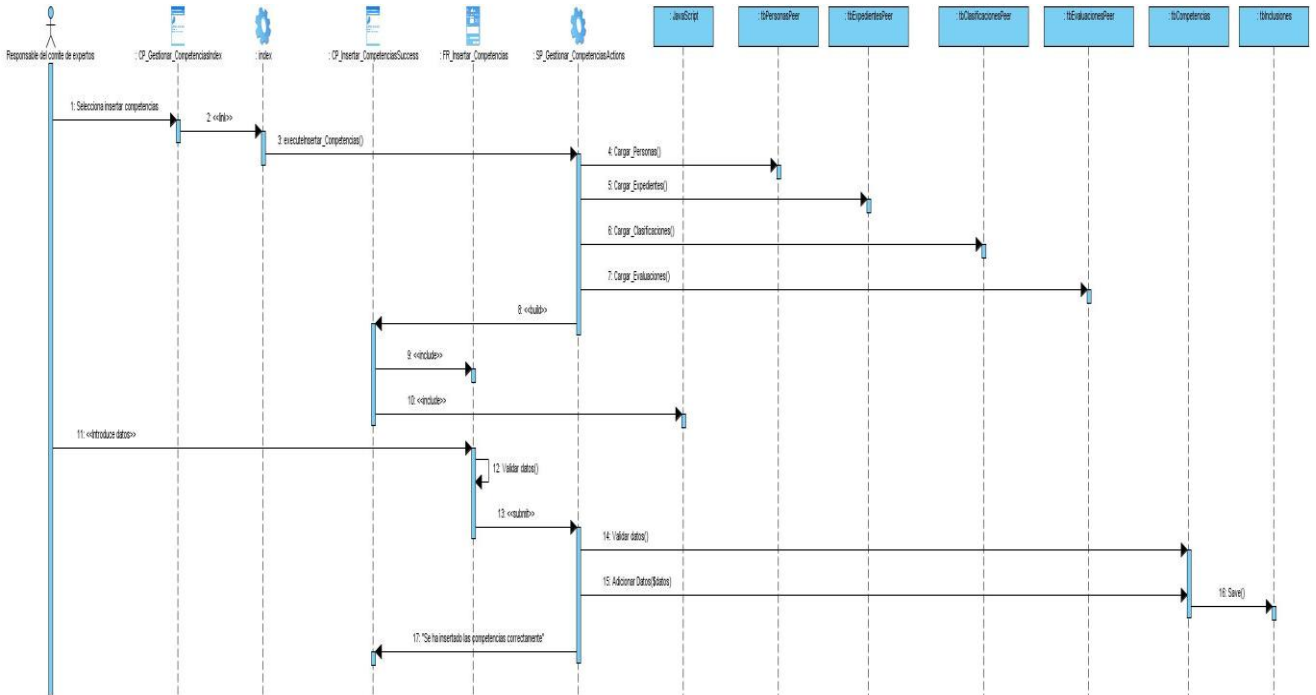 Responsable del comite de expertos
: CP_Gestionar_CompetenciasIndex
: index
: CP_Insertar_CompetenciasSuccess
: FR_Insertar_Competencias
: SP_Gestionar_CompetenciasActions
: JavaScript
: tbPersonasPeer
: tbExpedientesPeer
: tbClasificacionesPeer
: tbEvaluacionesPeer
: tbCompetencias
: tbInclusiones
1: Selecciona insertar competencias
2: <<link>>
3: executeInsertar_Competencias()
4: Cargar_Personas()
5: Cargar_Expedientes()
6: Cargar_Clasificaciones()
7: Cargar_Evaluaciones()
8: <<build>>
9: <<include>>
10: <<include>>
11: <<Introduce datos>>
12: Validar datos()
13: <<submit>>
14: Validar datos()
15: Adicionar Datos($datos)
16: Save()
17: "Se ha insertado las competencias correctamente"